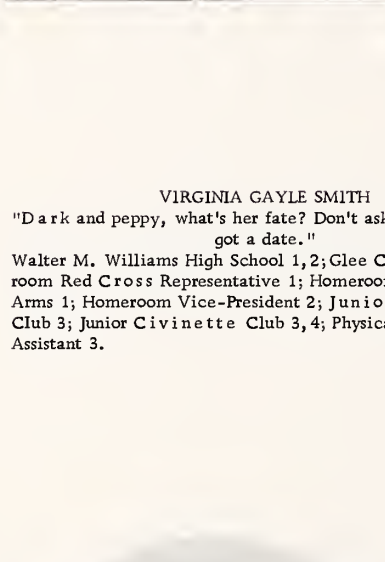 VIRGINIA GAYLE SMITH
"Dark and peppy, what's her fate? Don't ask
got a date."
Walter M. Williams High School 1,2; Glee C
room Red Cross Representative 1; Homeroo
Arms 1; Homeroom Vice-President 2; Junio
Club 3; Junior Civinette Club 3,4; Physica
Assistant 3.